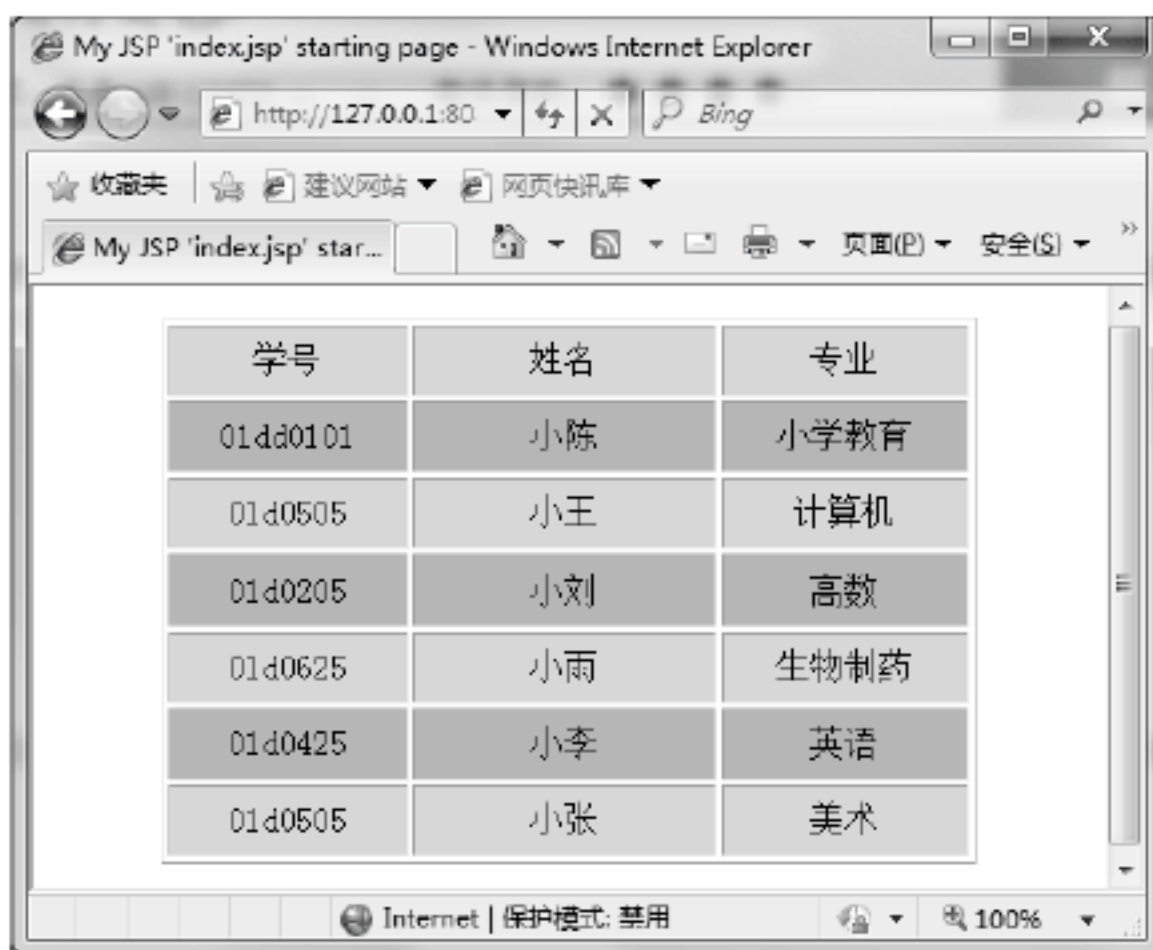 My JSP 'index.jsp' starting page - Windows Internet Explorer
http://127.0.0.1:80 Bing
收藏夹 建议网站 网页快讯库
My JSP 'index.jsp' star... 页面(P) 安全(S) »
学号 姓名 专业
01dd0101 小陈 小学教育
01d0505 小王 计算机
01d0205 小刘 高数
01d0625 小雨 生物制药
01d0425 小李 英语
01d0505 小张 美术
Internet | 保护模式: 禁用 100%